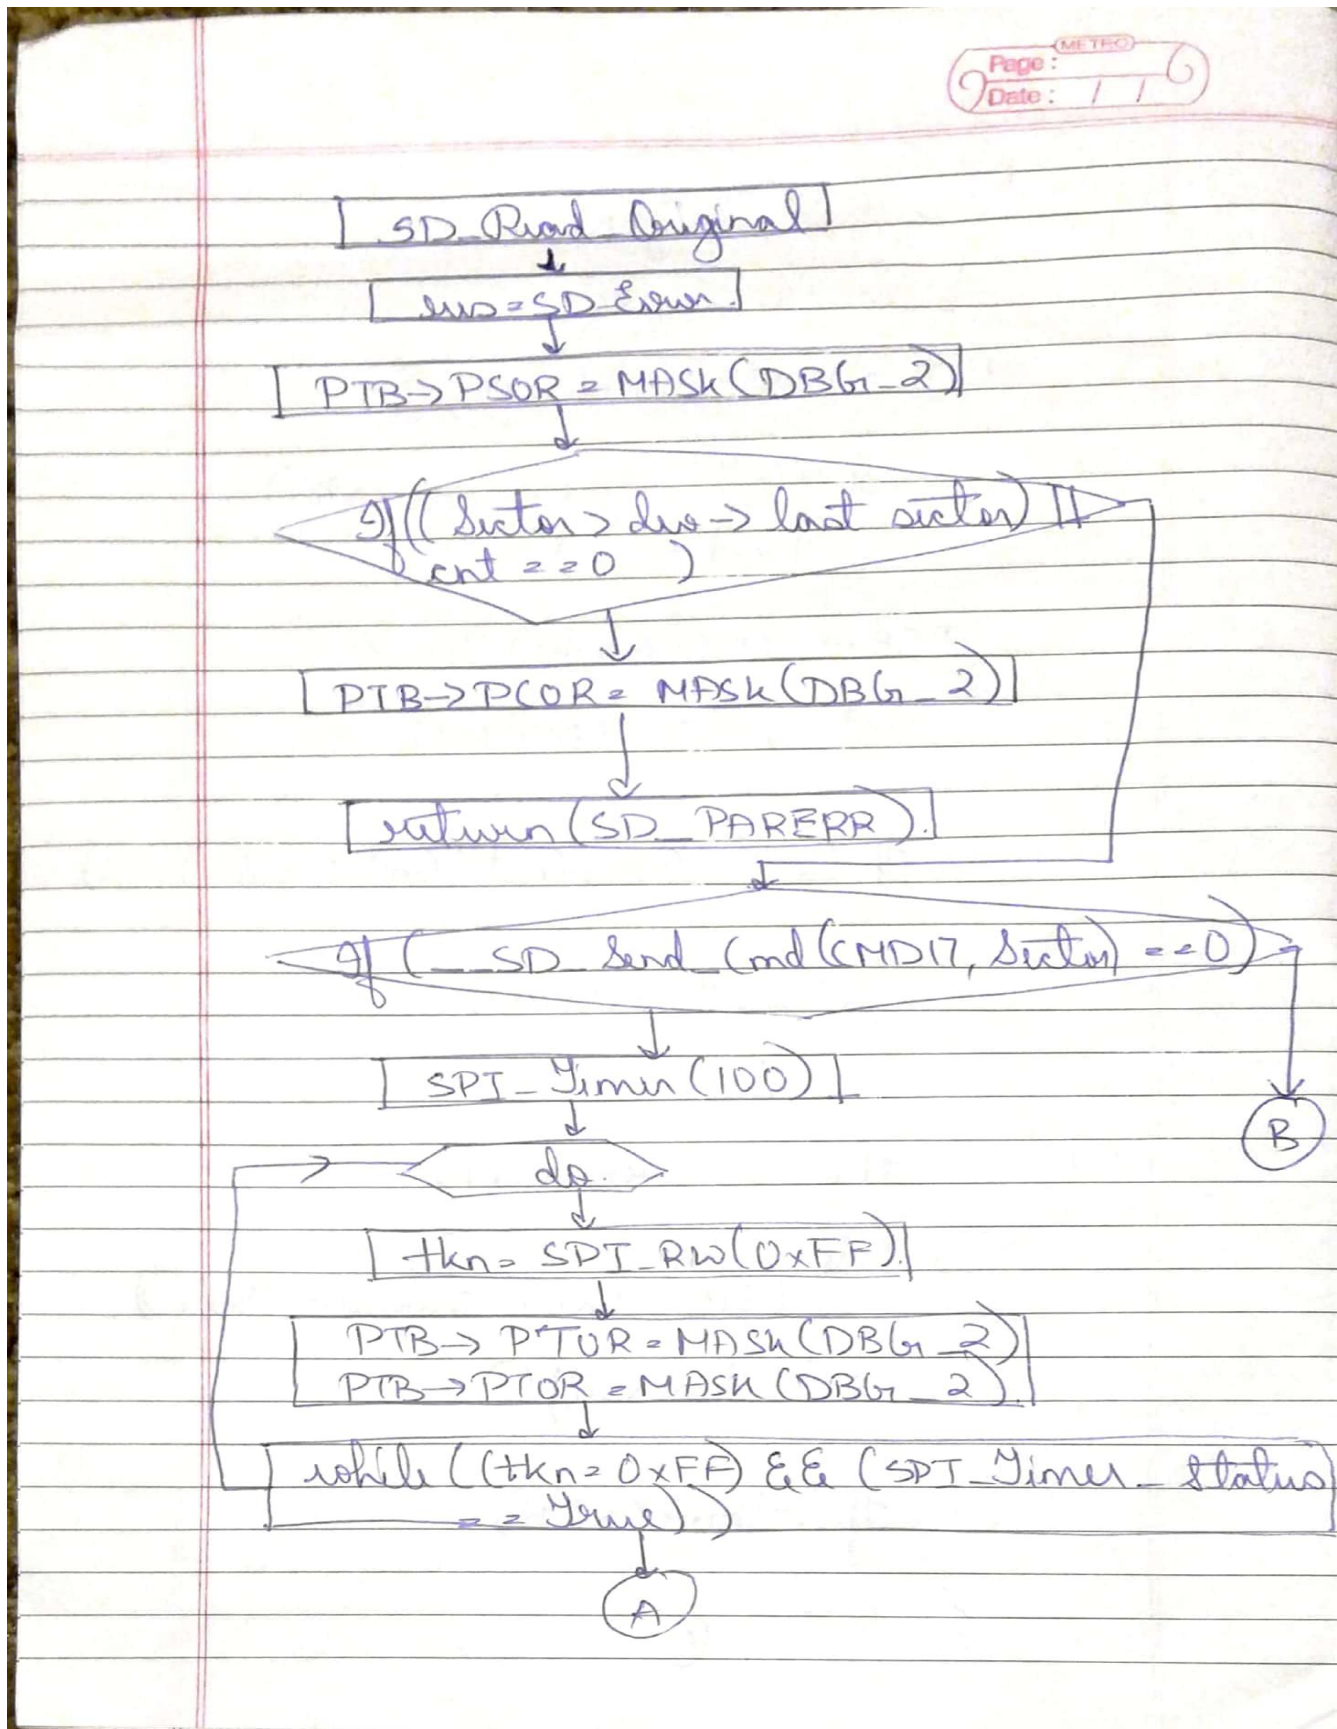 METRO
Page :
Date : / /
SD_Read_Original
res = SD_Error.
PTB->PSOR = MASK(DBG_2)
If((Sector > dev -> last sector) ||
cnt == 0 )
PTB->PCOR = MASK(DBG_2)
return(SD_PARERR).
If (__SD_Send_Cmd(CMD17, Sector) == 0)
SPI_Timer(100)
B
do.
tkn = SPI_RW(0xFF).
PTB-> PTOR = MASK(DBG_2)
PTB->PTOR = MASK(DBG_2).
while((tkn = 0xFF) && (SPI_Timer_Status
== True))
A